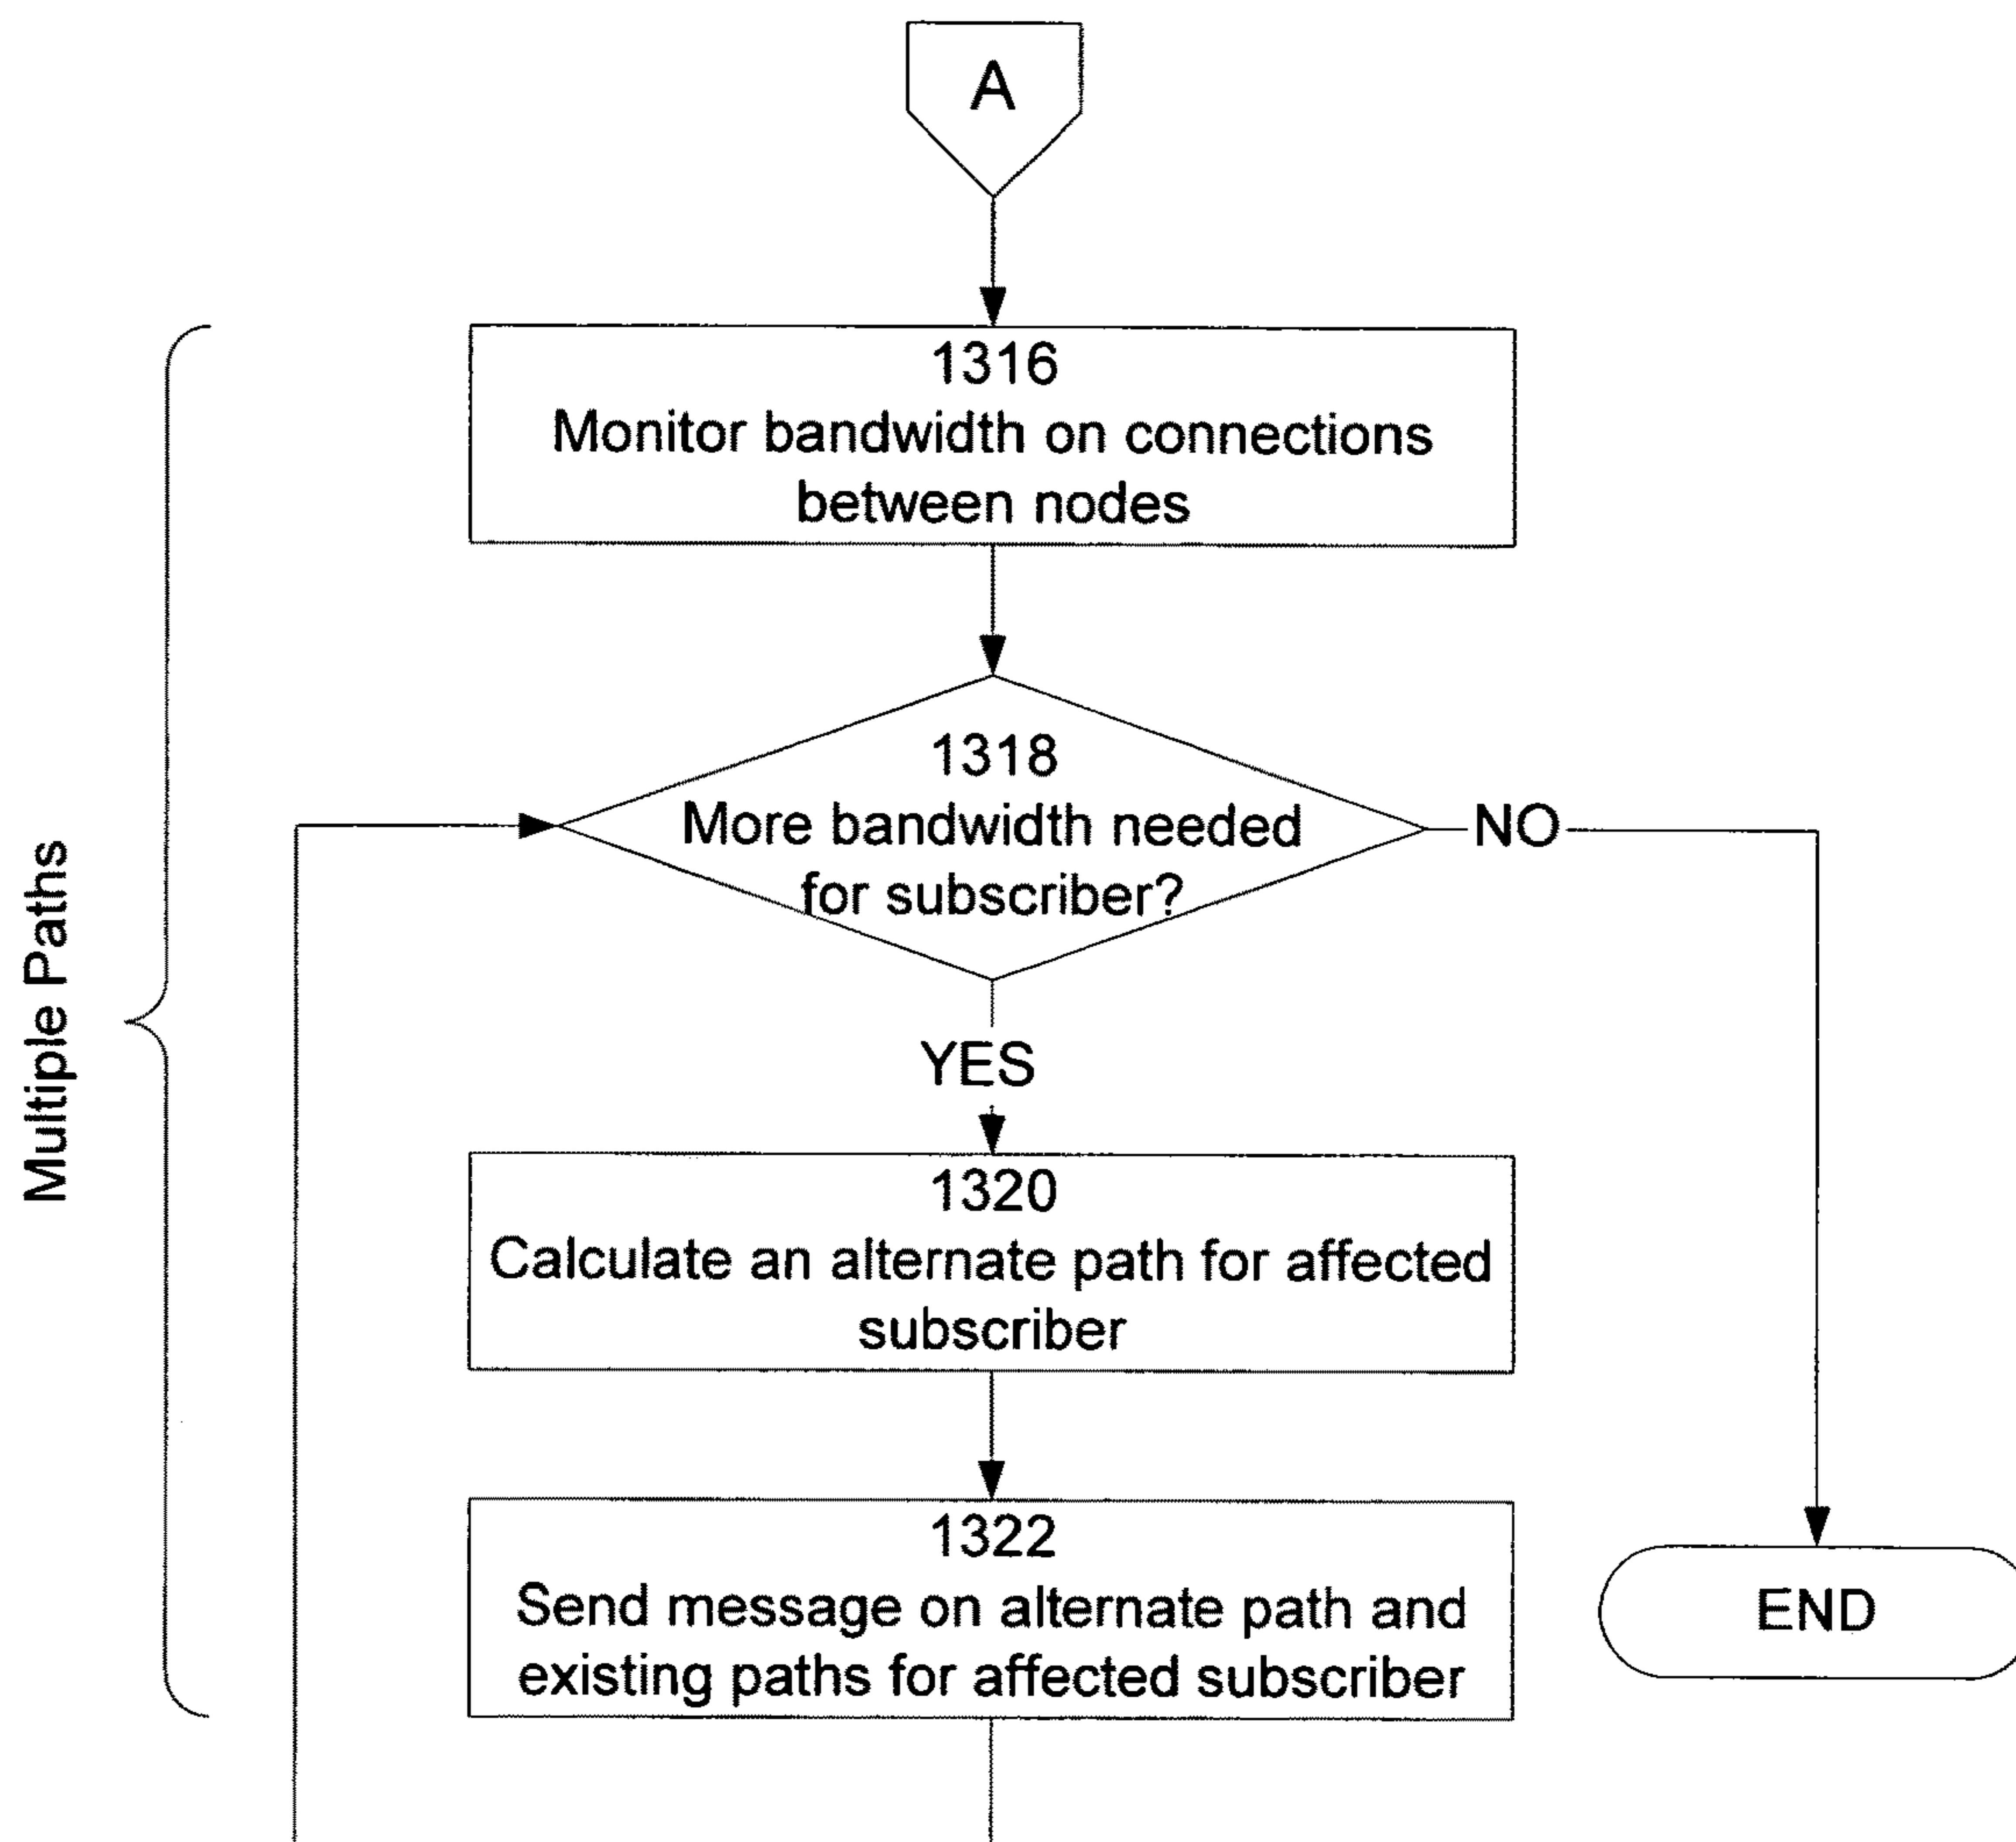 A
1316
Monitor bandwidth on connections
between nodes
1318
More bandwidth needed
for subscriber?
NO
YES
Multiple Paths
1320
Calculate an alternate path for affected
subscriber
1322
Send message on alternate path and
existing paths for affected subscriber
END